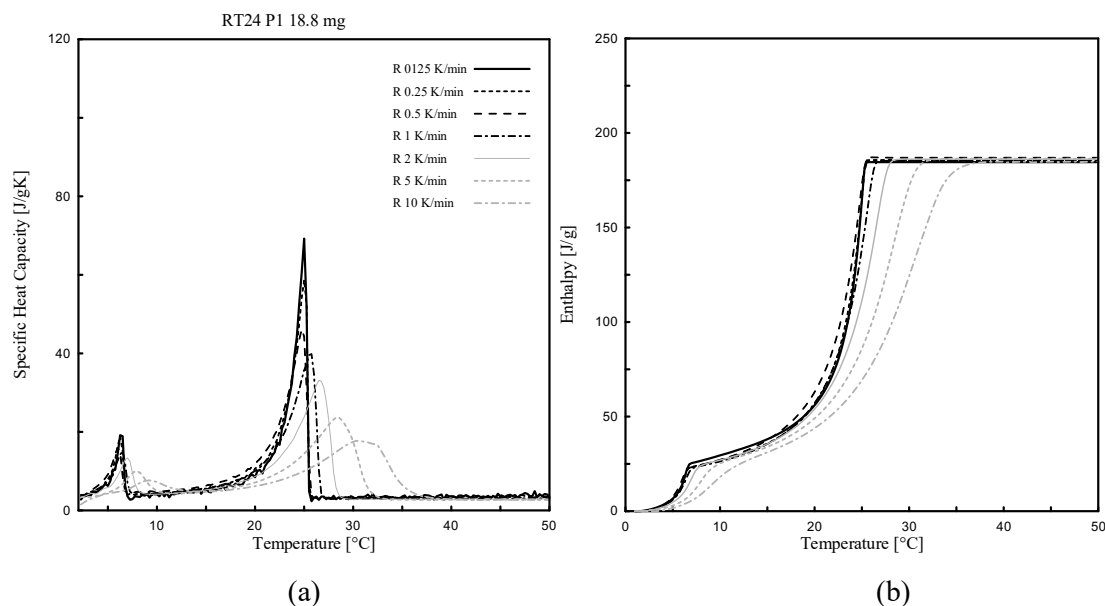 RT24 P1 18.8 mg
120
80
40
0
10
20
30
40
50
Specific Heat Capacity [J/gK]
Temperature [°C]
R 0125 K/min
R 0.25 K/min
R 0.5 K/min
R 1 K/min
R 2 K/min
R 5 K/min
R 10 K/min
(a)
250
200
150
100
50
0
0
10
20
30
40
50
Enthalpy [J/g]
Temperature [°C]
(b)